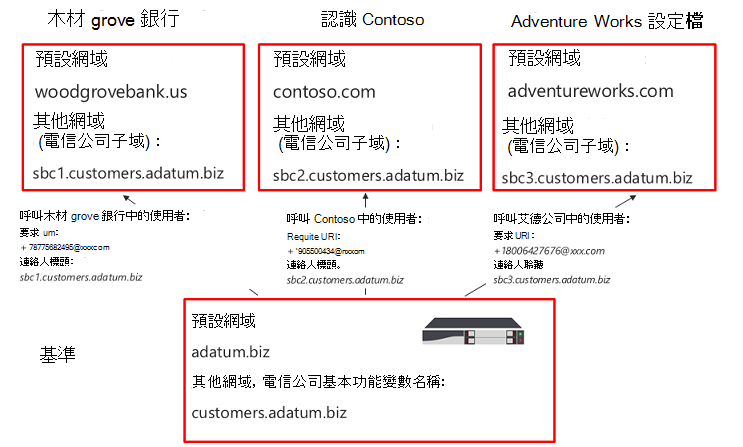 木材 grove 銀行
認識 Contoso
Adventure Works 設定檔
預設網域
woodgrovebank.us
其他網域
(電信公司子域)：
sbc1.customers.adatum.biz
預設網域
contoso.com
其他網域
(電信公司子域)：
sbc2.customers.adatum.biz
預設網域
adventureworks.com
其他網域
(電信公司子域)：
sbc3.customers.adatum.biz
呼叫木材 grove 銀行中的使用者:
要求 um:
+ 78775682495@xxx.com
連絡人標頭:
sbc1.customers.adatum.biz
呼叫 Contoso 中的使用者:
Requite URI:
連絡人標頭。
sbc2.customers.adatum.biz
呼叫艾德公司中的使用者:
要求 URI :
+18006427676@xxx.com
連絡人聆聽
sbc3.customers.adatum.biz
基準
預設網域
adatum.biz
其他網域, 電信公司基本功能變數名稱:
customers.adatum.biz